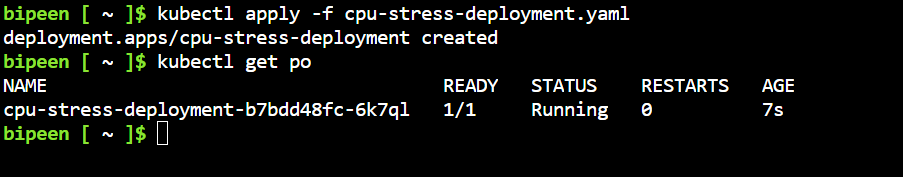 bipeen [ ~ ]$ kubectl apply -f cpu-stress-deployment.yaml
deployment.apps/cpu-stress-deployment created
bipeen [ ~ ]$ kubectl get po
NAME READY STATUS RESTARTS AGE
cpu-stress-deployment-b7bdd48fc-6k7ql 1/1 Running 0 7s
bipeen [ ~ ]$